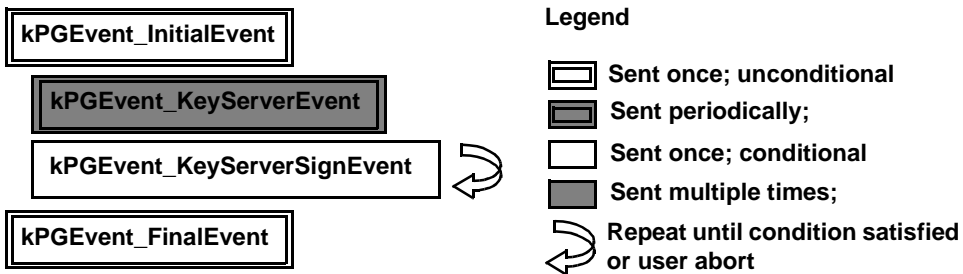 kPGEvent_InitialEvent
kPGEvent_KeyServerEvent
kPGEvent_KeyServerSignEvent
kPGEvent_FinalEvent
Legend
Sent once; unconditional
Sent periodically;
Sent once; conditional
Sent multiple times;
Repeat until condition satisfied
or user abort